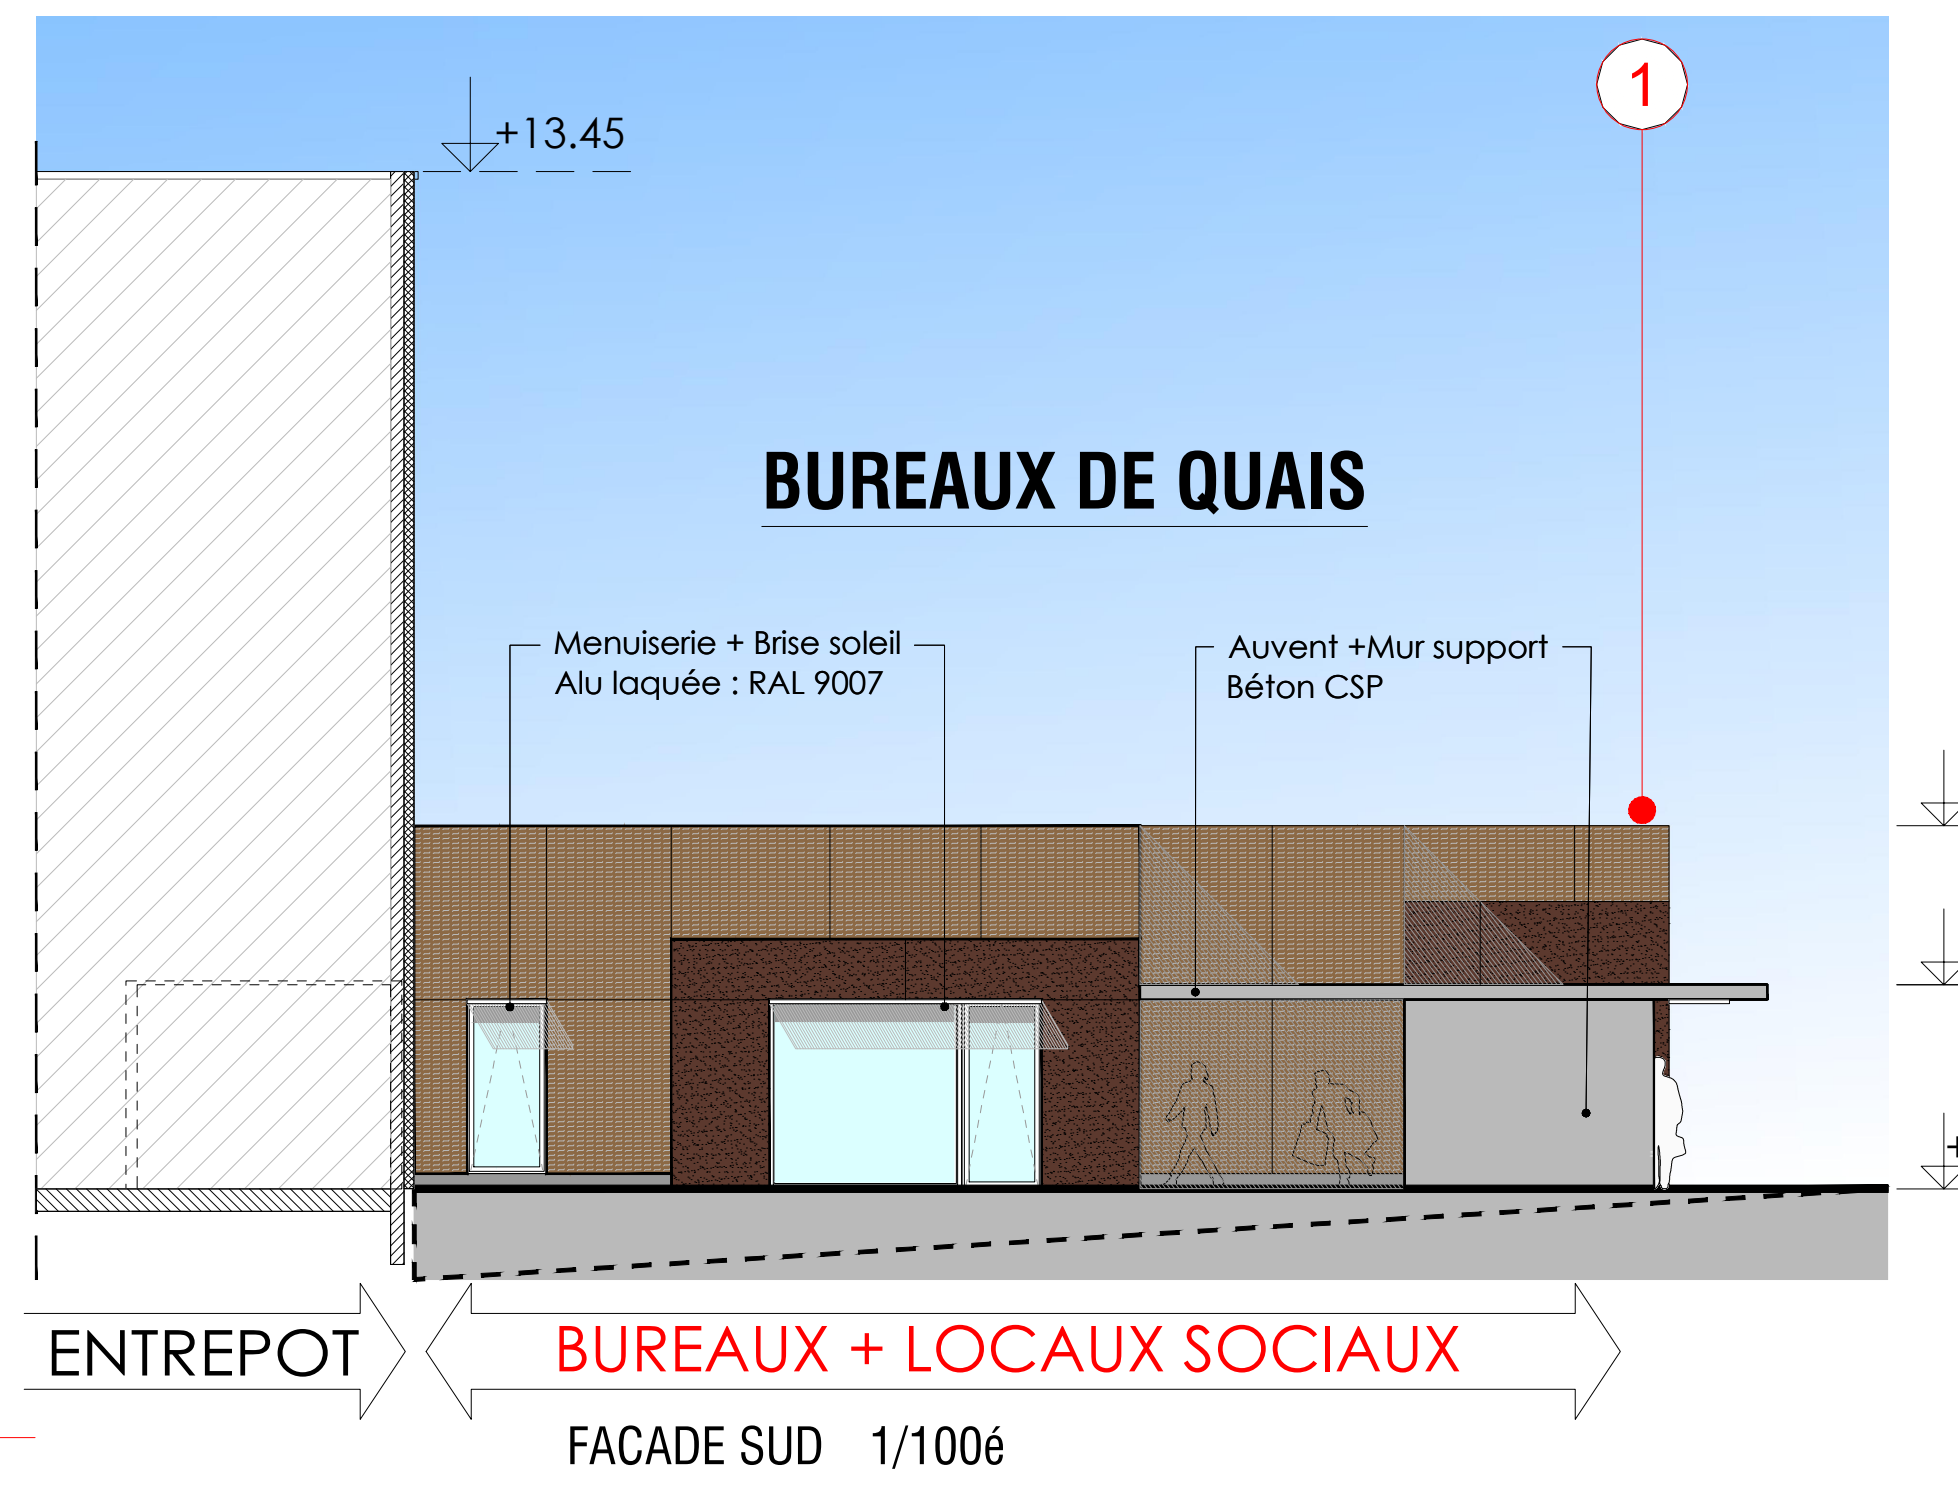 1
+13.45
BUREAUX DE QUAIS
Menuiserie + Brise soleil
Alu laquée : RAL 9007
Auvent +Mur support
Béton CSP
+
ENTREPOT
BUREAUX + LOCAUX SOCIAUX
FACADE SUD 1/100é